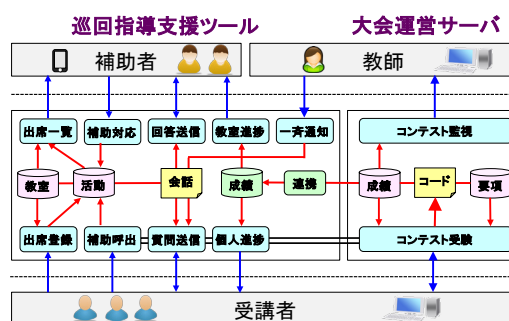 巡回指導支援ツール
大会運営サーバ
補助者
教師
出席一覧
補助対応
回答送信
教室進捗
一斉通知
コンテスト監視
教室
活動
会話
成績
連携
成績
コード
要項
出席登録
補助呼出
質問送信
個人進捗
コンテスト受験
受講者